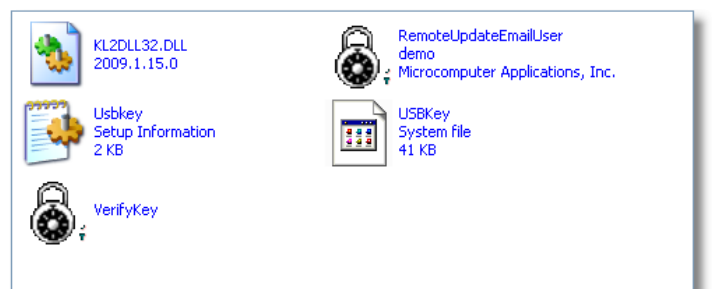 KL2DLL32.DLL
2009.1.15.0
RemoteUpdateEmailUser
demo
Microcomputer Applications, Inc.
Usbkey
Setup Information
2 KB
USBKey
System file
41 KB
VerifyKey